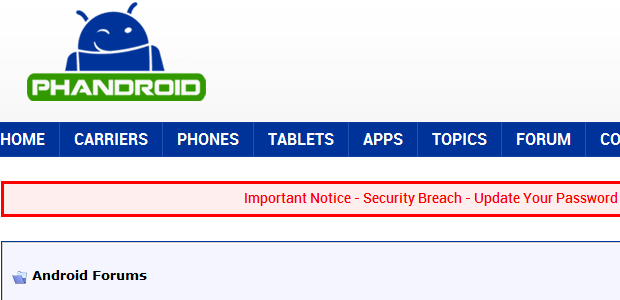 PHANDROID
HOME CARRIERS PHONES TABLETS APPS TOPICS FORUM CO
Important Notice - Security Breach - Update Your Password
Android Forums